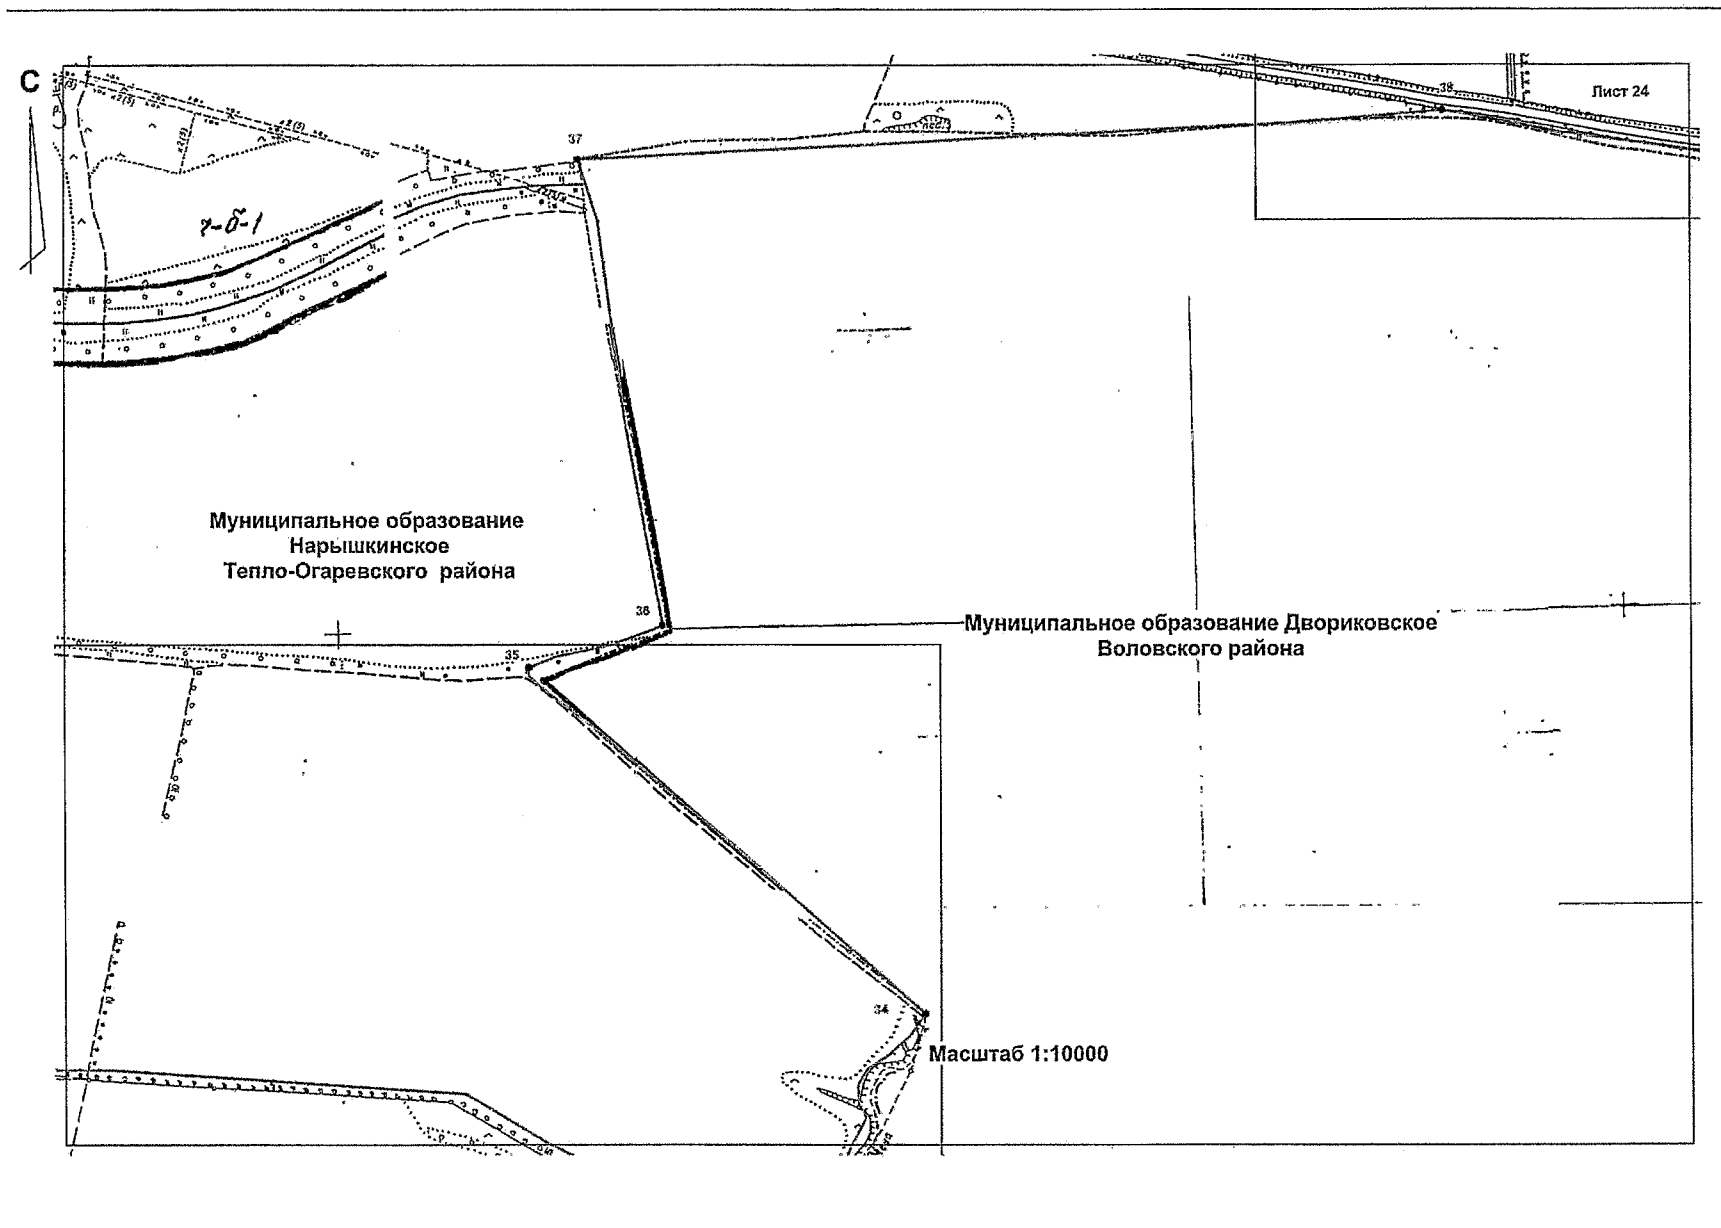 С
38
Лист 24
37
7-б-1
Муниципальное образование
Нарышкинское
Тепло-Огаревского района
36
Муниципальное образование Двориковское
Воловского района
35
34
Масштаб 1:10000